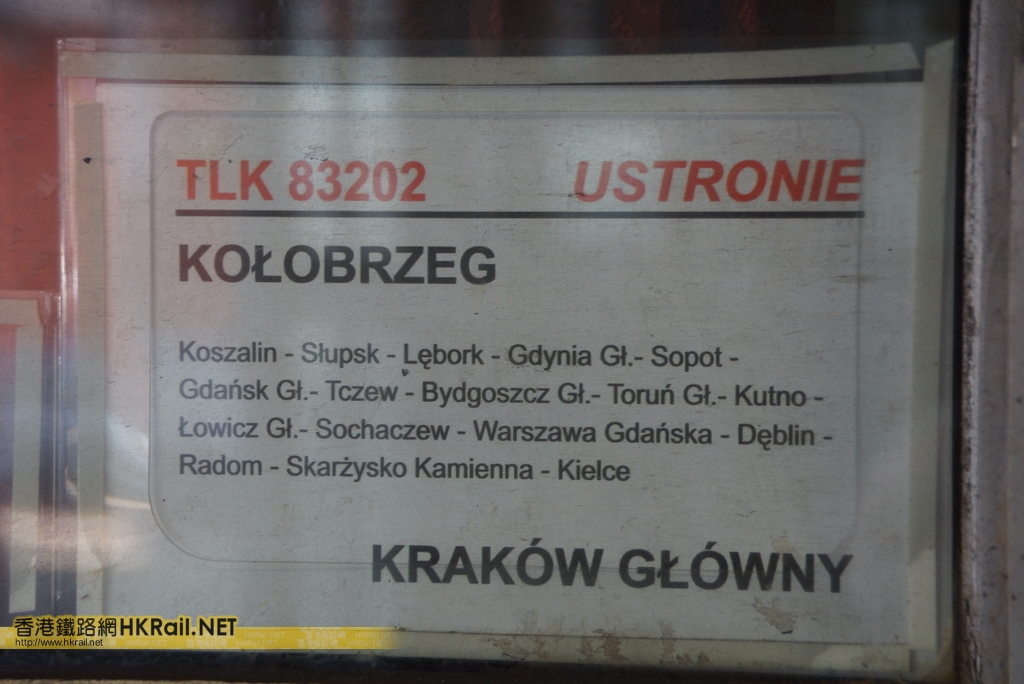 TLK 83202 USTRONIE
KOŁOBRZEG
Koszalin - Słupsk - Lębork - Gdynia Gł.- Sopot -
Gdańsk Gł.- Tczew - Bydgoszcz Gł.- Toruń Gł.- Kutno -
Łowicz Gł.- Sochaczew - Warszawa Gdańska - Dęblin -
Radom - Skarżysko Kamienna - Kielce
KRAKÓW GŁÓWNY
香港鐵路網HKRail.NET
http://www.hkrail.net